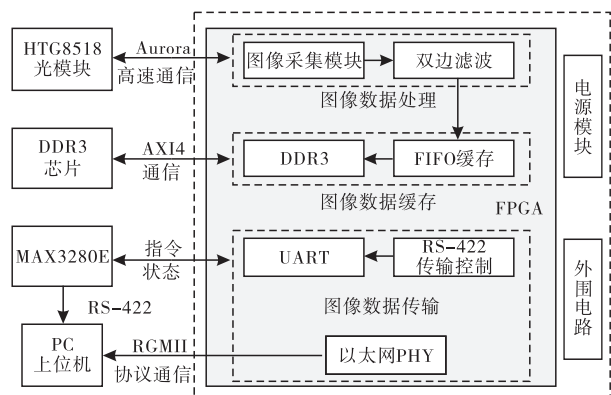 HTG8518
光模块
Aurora
高速通信
图像采集模块
双边滤波
图像数据处理
DDR3
芯片
AXI4
通信
DDR3
FIFO缓存
图像数据缓存
FPGA
MAX3280E
指令
状态
UART
RS-422
传输控制
图像数据传输
RS-422
PC
上位机
RGMII
协议通信
以太网PHY
电源模块
外围电路